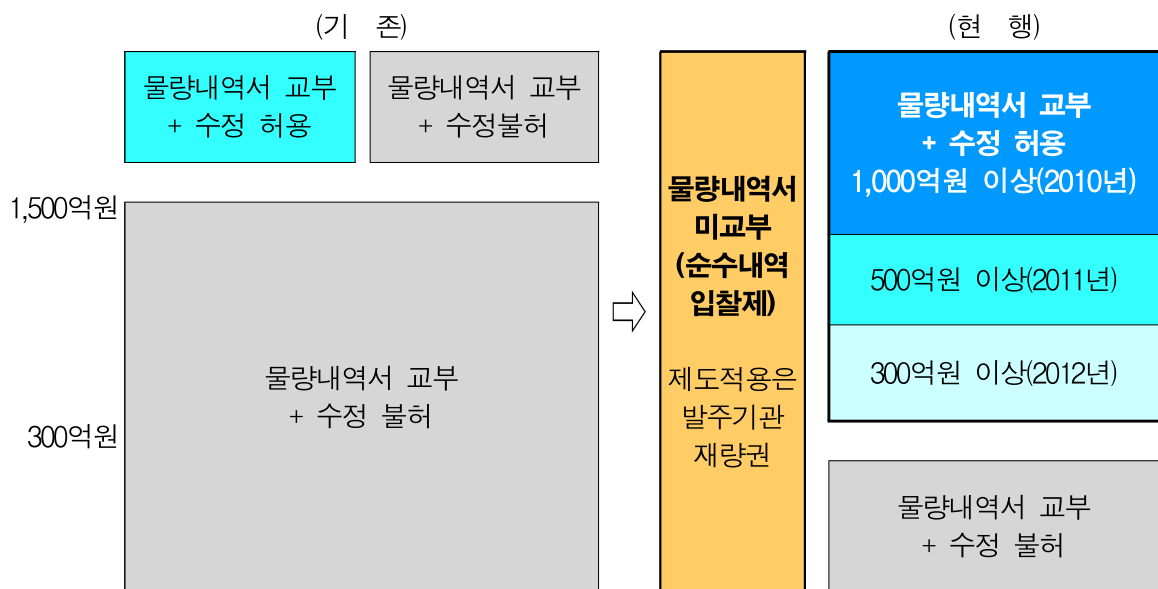 (기 존)
물량내역서 교부
+ 수정 허용
물량내역서 교부
+ 수정불허
1,500억원
300억원
물량내역서 교부
+ 수정 불허
(현 행)
물량내역서
미교부
(순수내역
입찰제)
제도적용은
발주기관
재량권
물량내역서 교부
+ 수정 허용
1,000억원 이상(2010년)
500억원 이상(2011년)
300억원 이상(2012년)
물량내역서 교부
+ 수정 불허